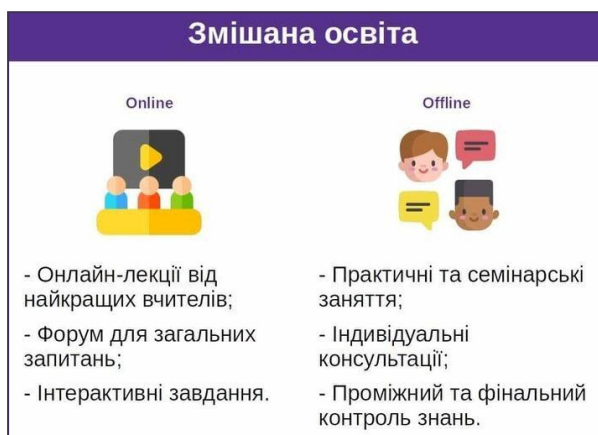 Змішана освіта
Online
- Онлайн-лекції від
найкращих вчителів;
- Форум для загальних
запитань;
- Інтерактивні завдання.
Offline
- Практичні та семінарські
заняття;
- Індивідуальні
консультації;
- Проміжний та фінальний
контроль знань.